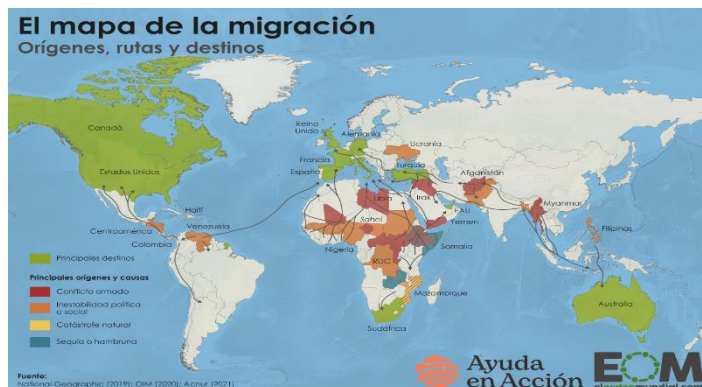 El mapa de la migración
Orígenes, rutas y destinos
Canadá
Estados Unidos
Haití
Centroamérica
Venezuela
Colombia
Reino
Unido
Alemania
Francia
España
Ucrania
Turquía
Afganistán
Libia
Irak
EAU
Yemen
Myanmar
Filipinas
Sahel
Nigeria
Somalia
RDC
Mozambique
Sudáfrica
Australia
Principales destinos
Principales orígenes y causas
Conflicto armado
Inestabilidad política
o social
Catástrofe natural
Sequía o hambruna
Fuente:
National Geographic (2019); OIM (2020); Acnur (2021)
Ayuda
en Acción
EOM
elordenmundial.com